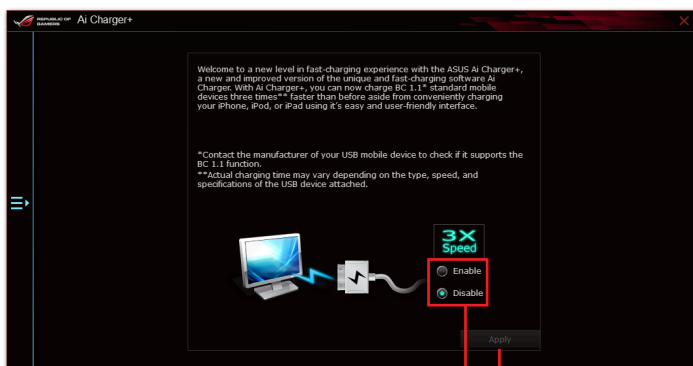 REPUBLIC OF
GAMERS
Ai Charger+
Welcome to a new level in fast-charging experience with the ASUS Ai Charger+,
a new and improved version of the unique and fast-charging software Ai
Charger. With Ai Charger+, you can now charge BC 1.1* standard mobile
devices three times** faster than before aside from conveniently charging
your iPhone, iPod, or iPad using it's easy and user-friendly interface.
*Contact the manufacturer of your USB mobile device to check if it supports the
BC 1.1 function.
**Actual charging time may vary depending on the type, speed, and
specifications of the USB device attached.
3X
Speed
Enable
Disable
Apply